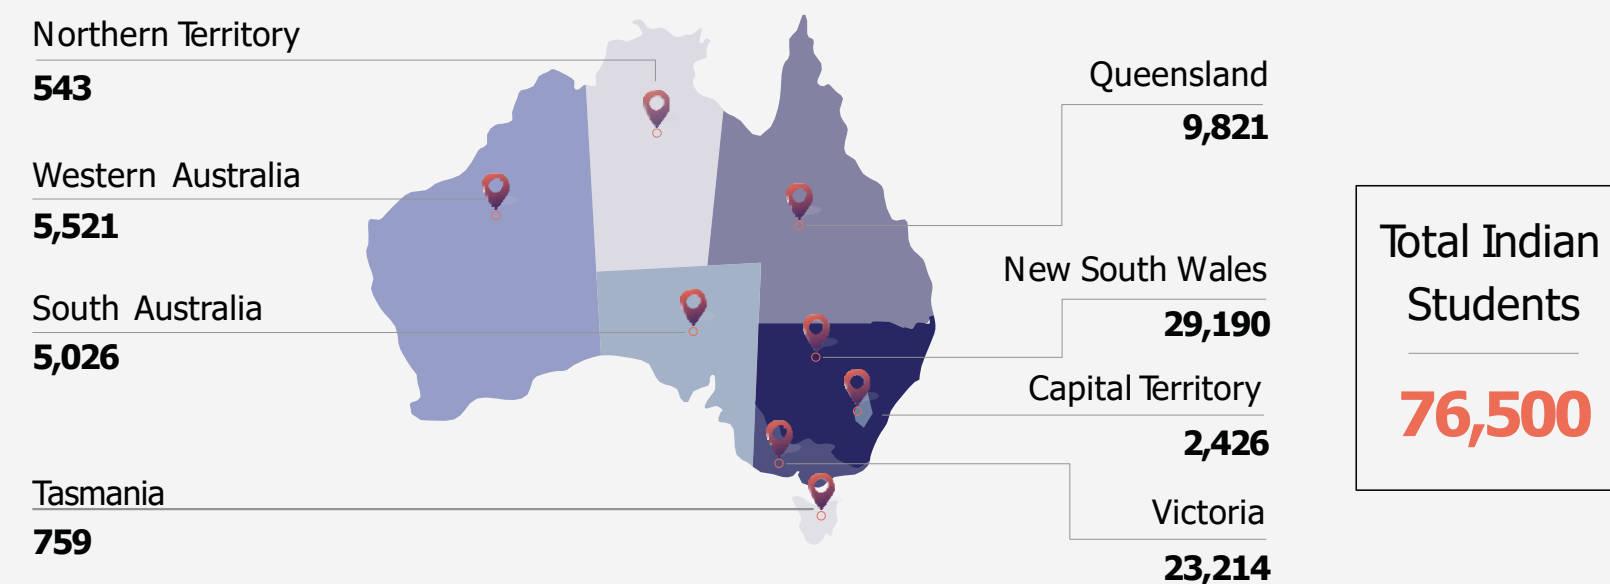 Northern Territory
543
Western Australia
5,521
South Australia
5,026
Tasmania
759
Queensland
9,821
New South Wales
29,190
Capital Territory
2,426
Victoria
23,214
Total Indian
Students
76,500